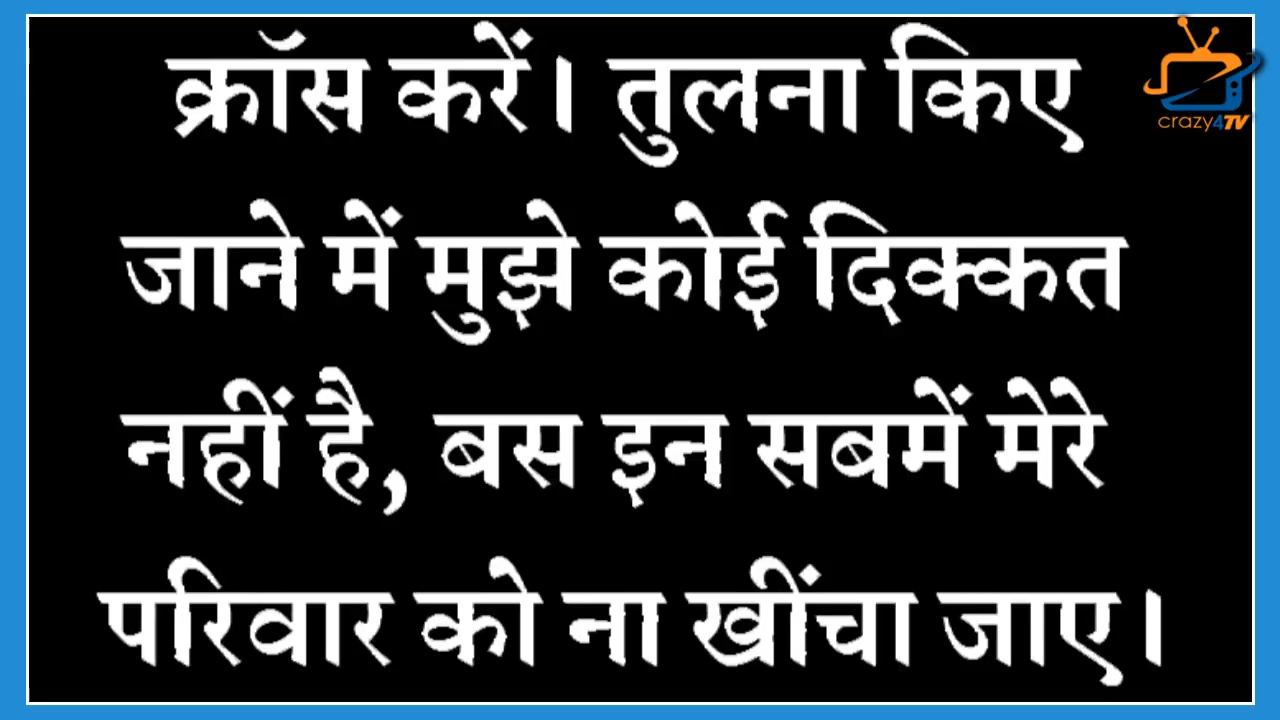 क्रॉस करें। तुलना किए
जाने में मुझे कोई दिक्कत
नहीं है, बस इन सबमें मेरे
परिवार को ना खींचा जाए।
crazy4TV